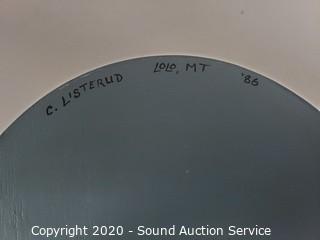 C. LISTERUD LOLO, MT '86
Copyright 2020 - Sound Auction Service